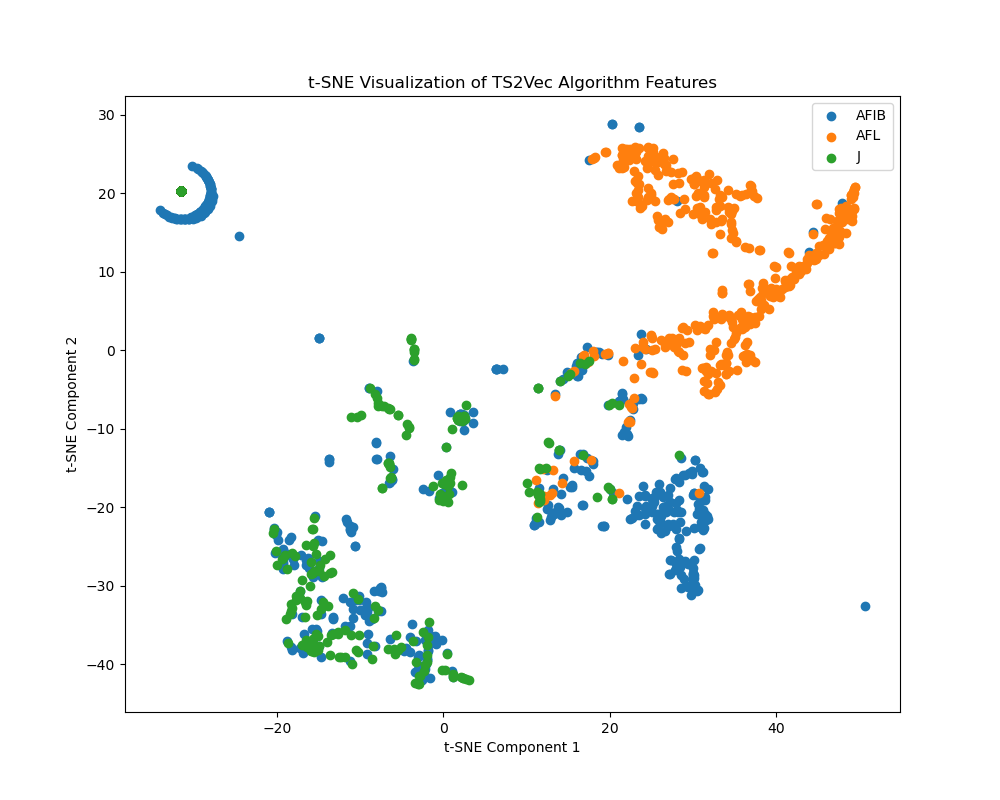 t-SNE Visualization of TS2Vec Algorithm Features
AFIB
AFL
J
30
20
10
0
−10
−20
−30
−40
t-SNE Component 2
−20
0
20
40
t-SNE Component 1